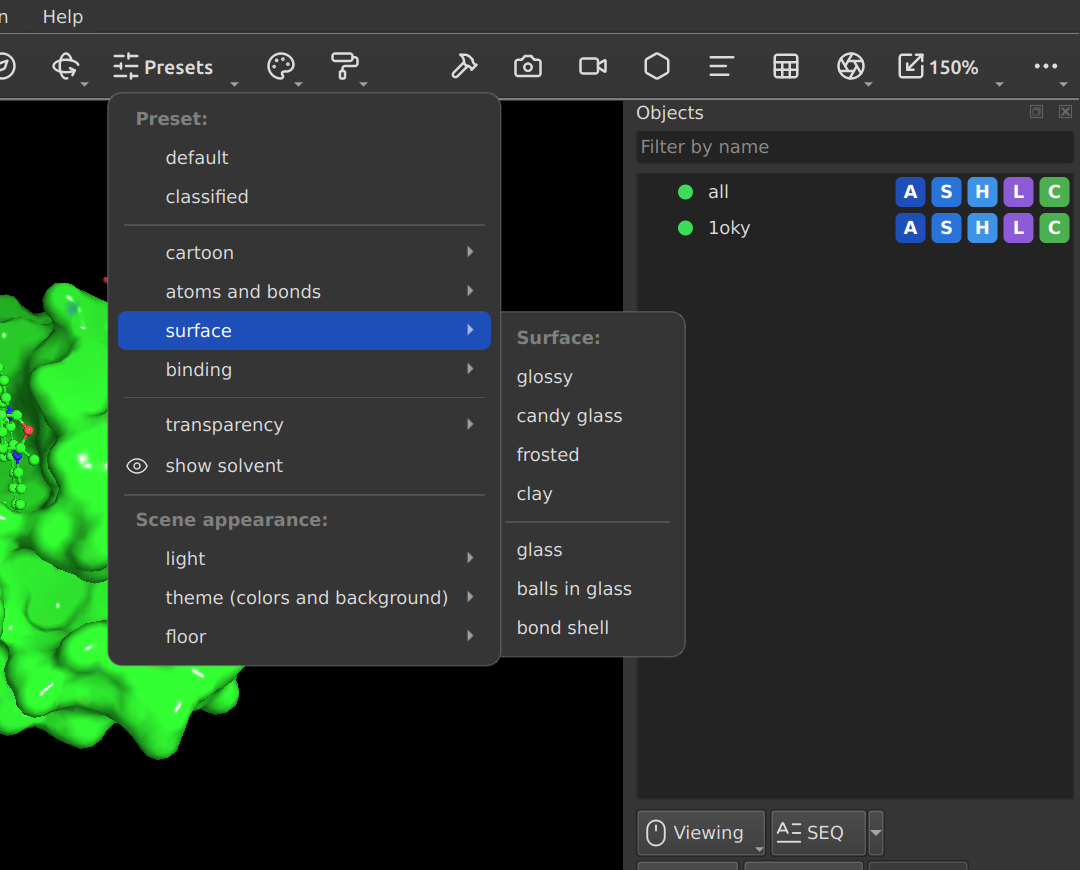 n Help
Presets 150%
Objects
Filter by name
all A S H L C
1oky A S H L C
Preset:
default
classified
cartoon
atoms and bonds
surface
binding
transparency
show solvent
Scene appearance:
light
theme (colors and background)
floor
Surface:
glossy
candy glass
frosted
clay
glass
balls in glass
bond shell
Viewing SEQ